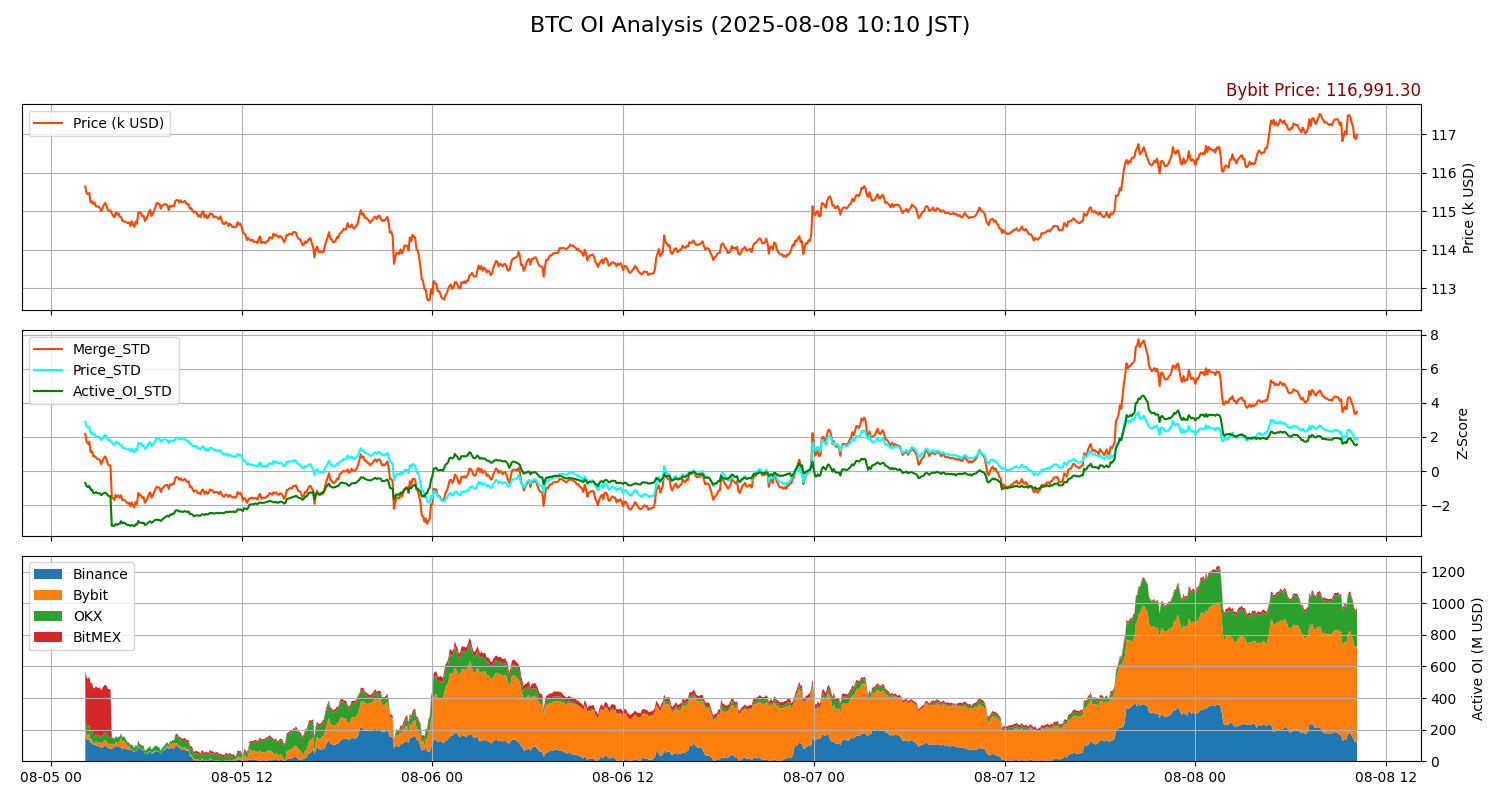 BTC OI Analysis (2025-08-08 10:10 JST)
Bybit Price: 116,991.30
Price (k USD)
117
116
115
114
113
Price (k USD)
Merge_STD
Price_STD
Active_OI_STD
8
6
4
2
0
−2
Z-Score
Binance
Bybit
OKX
BitMEX
1200
1000
800
600
400
200
0
Active OI (M USD)
08-05 00
08-05 12
08-06 00
08-06 12
08-07 00
08-07 12
08-08 00
08-08 12